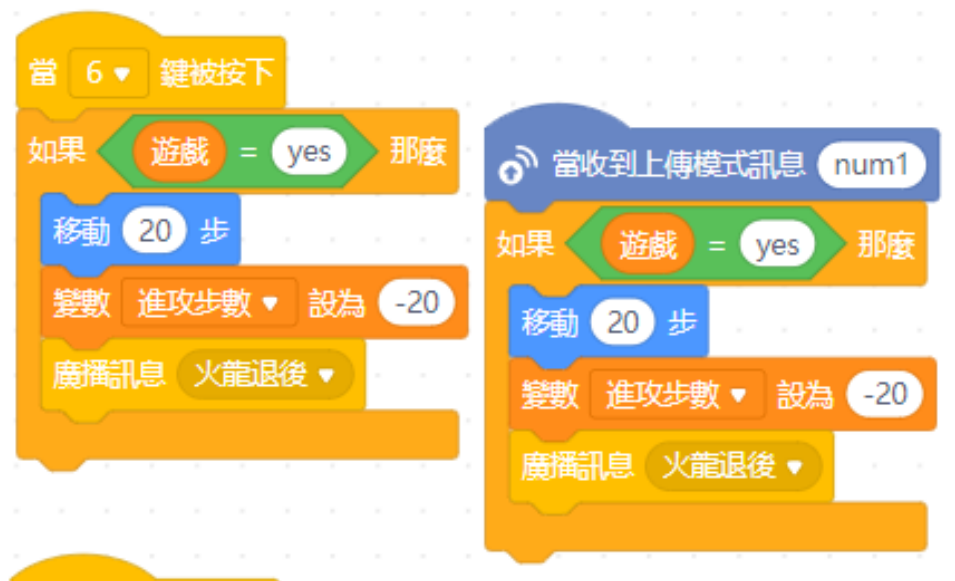 當 6 鍵被按下
如果 遊戲 = yes 那麼
移動 20 步
變數 進攻步數 設為 -20
廣播訊息 火龍退後
當收到上傳模式訊息 num1
如果 遊戲 = yes 那麼
移動 20 步
變數 進攻步數 設為 -20
廣播訊息 火龍退後